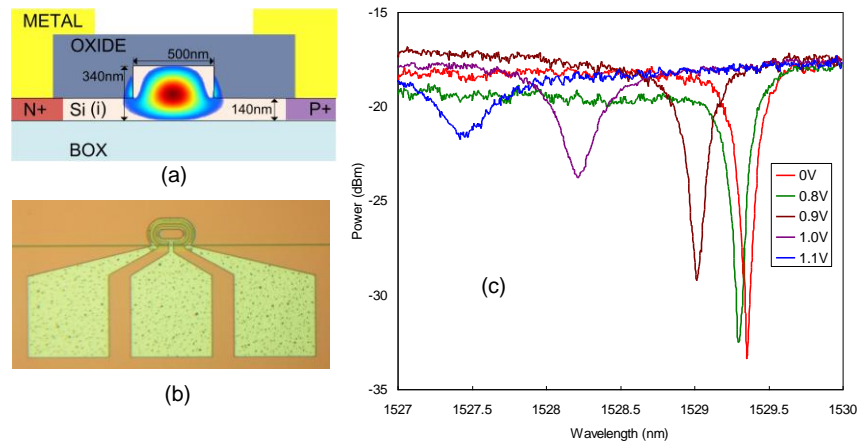 METAL
OXIDE
500nm
340nm
N+
Si (i)
140nm
P+
BOX
(a)
(b)
-15
-20
-25
-30
-35
Power (dBm)
1527
1527.5
1528
1528.5
1529
1529.5
1530
Wavelength (nm)
0V
0.8V
0.9V
1.0V
1.1V
(c)